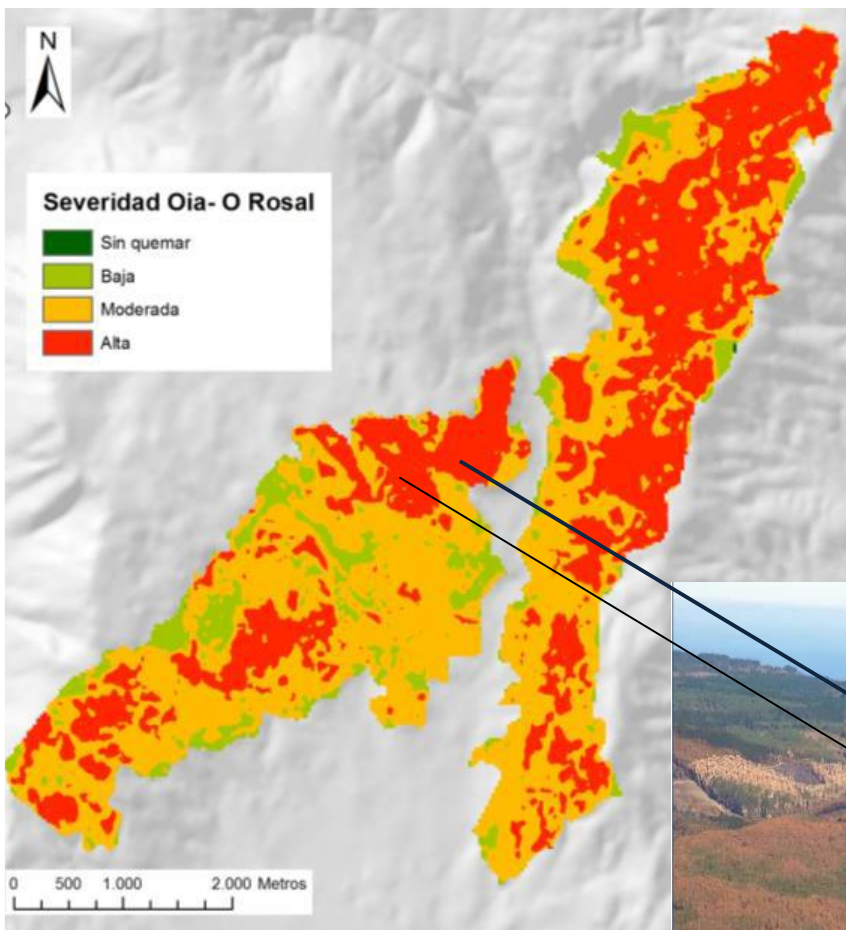 N
Severidad Oia- O Rosal
Sin quemar
Baja
Moderada
Alta
0 500 1.000 2.000 Metros